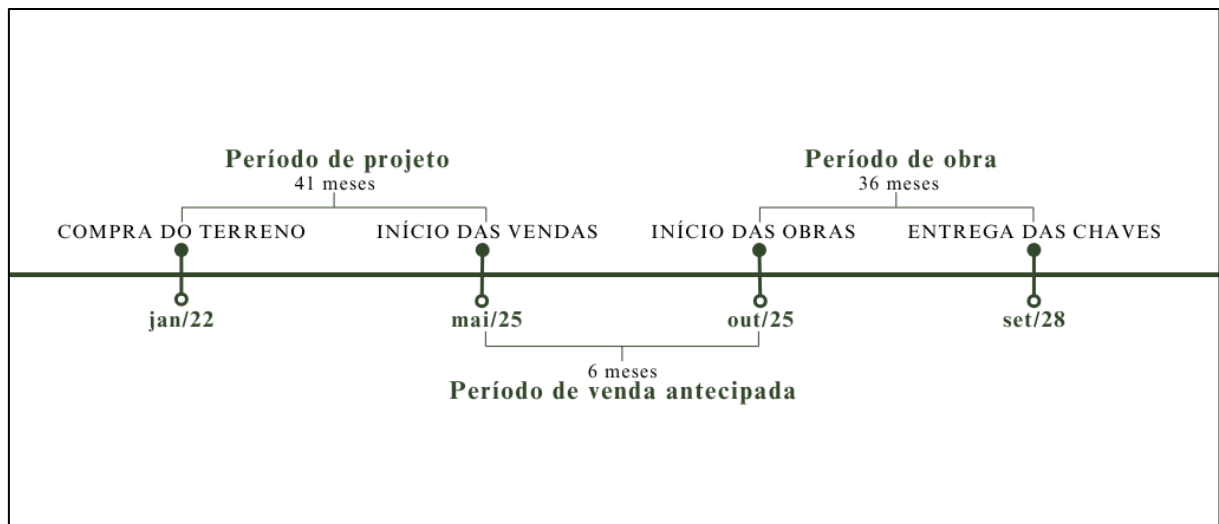 Período de projeto
41 meses
Período de obra
36 meses
COMPRA DO TERRENO
INÍCIO DAS VENDAS
INÍCIO DAS OBRAS
ENTREGA DAS CHAVES
jan/22
mai/25
out/25
set/28
6 meses
Período de venda antecipada